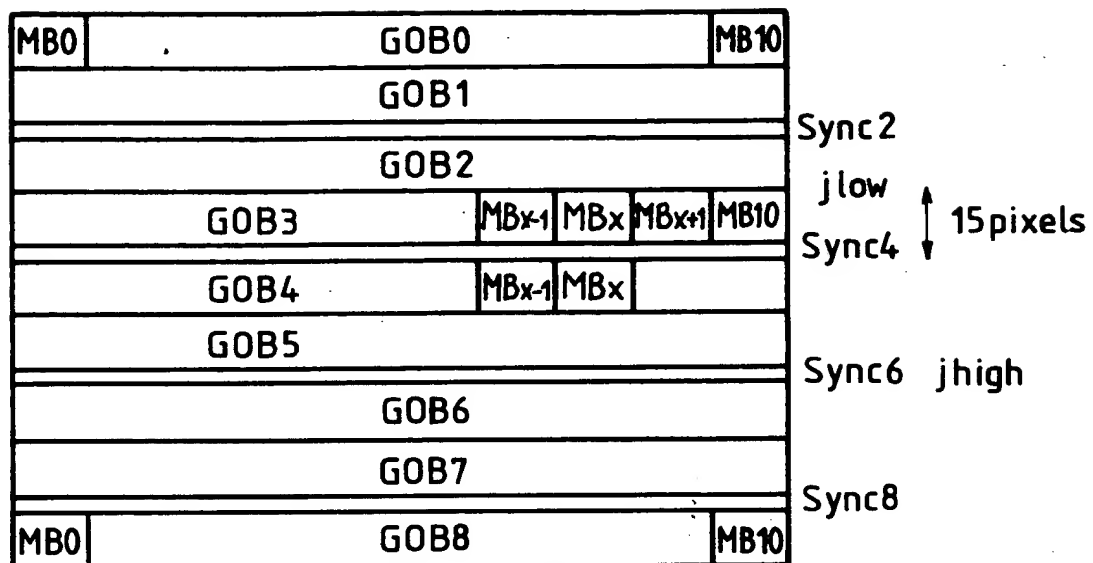 MB0 GOB0 MB10
GOB1
Sync2
GOB2
jlow
GOB3 MBx-1 MBx MBx+1 MB10
15pixels
Sync4
GOB4 MBx-1 MBx
GOB5
Sync6 jhigh
GOB6
GOB7
Sync8
MB0 GOB8 MB10